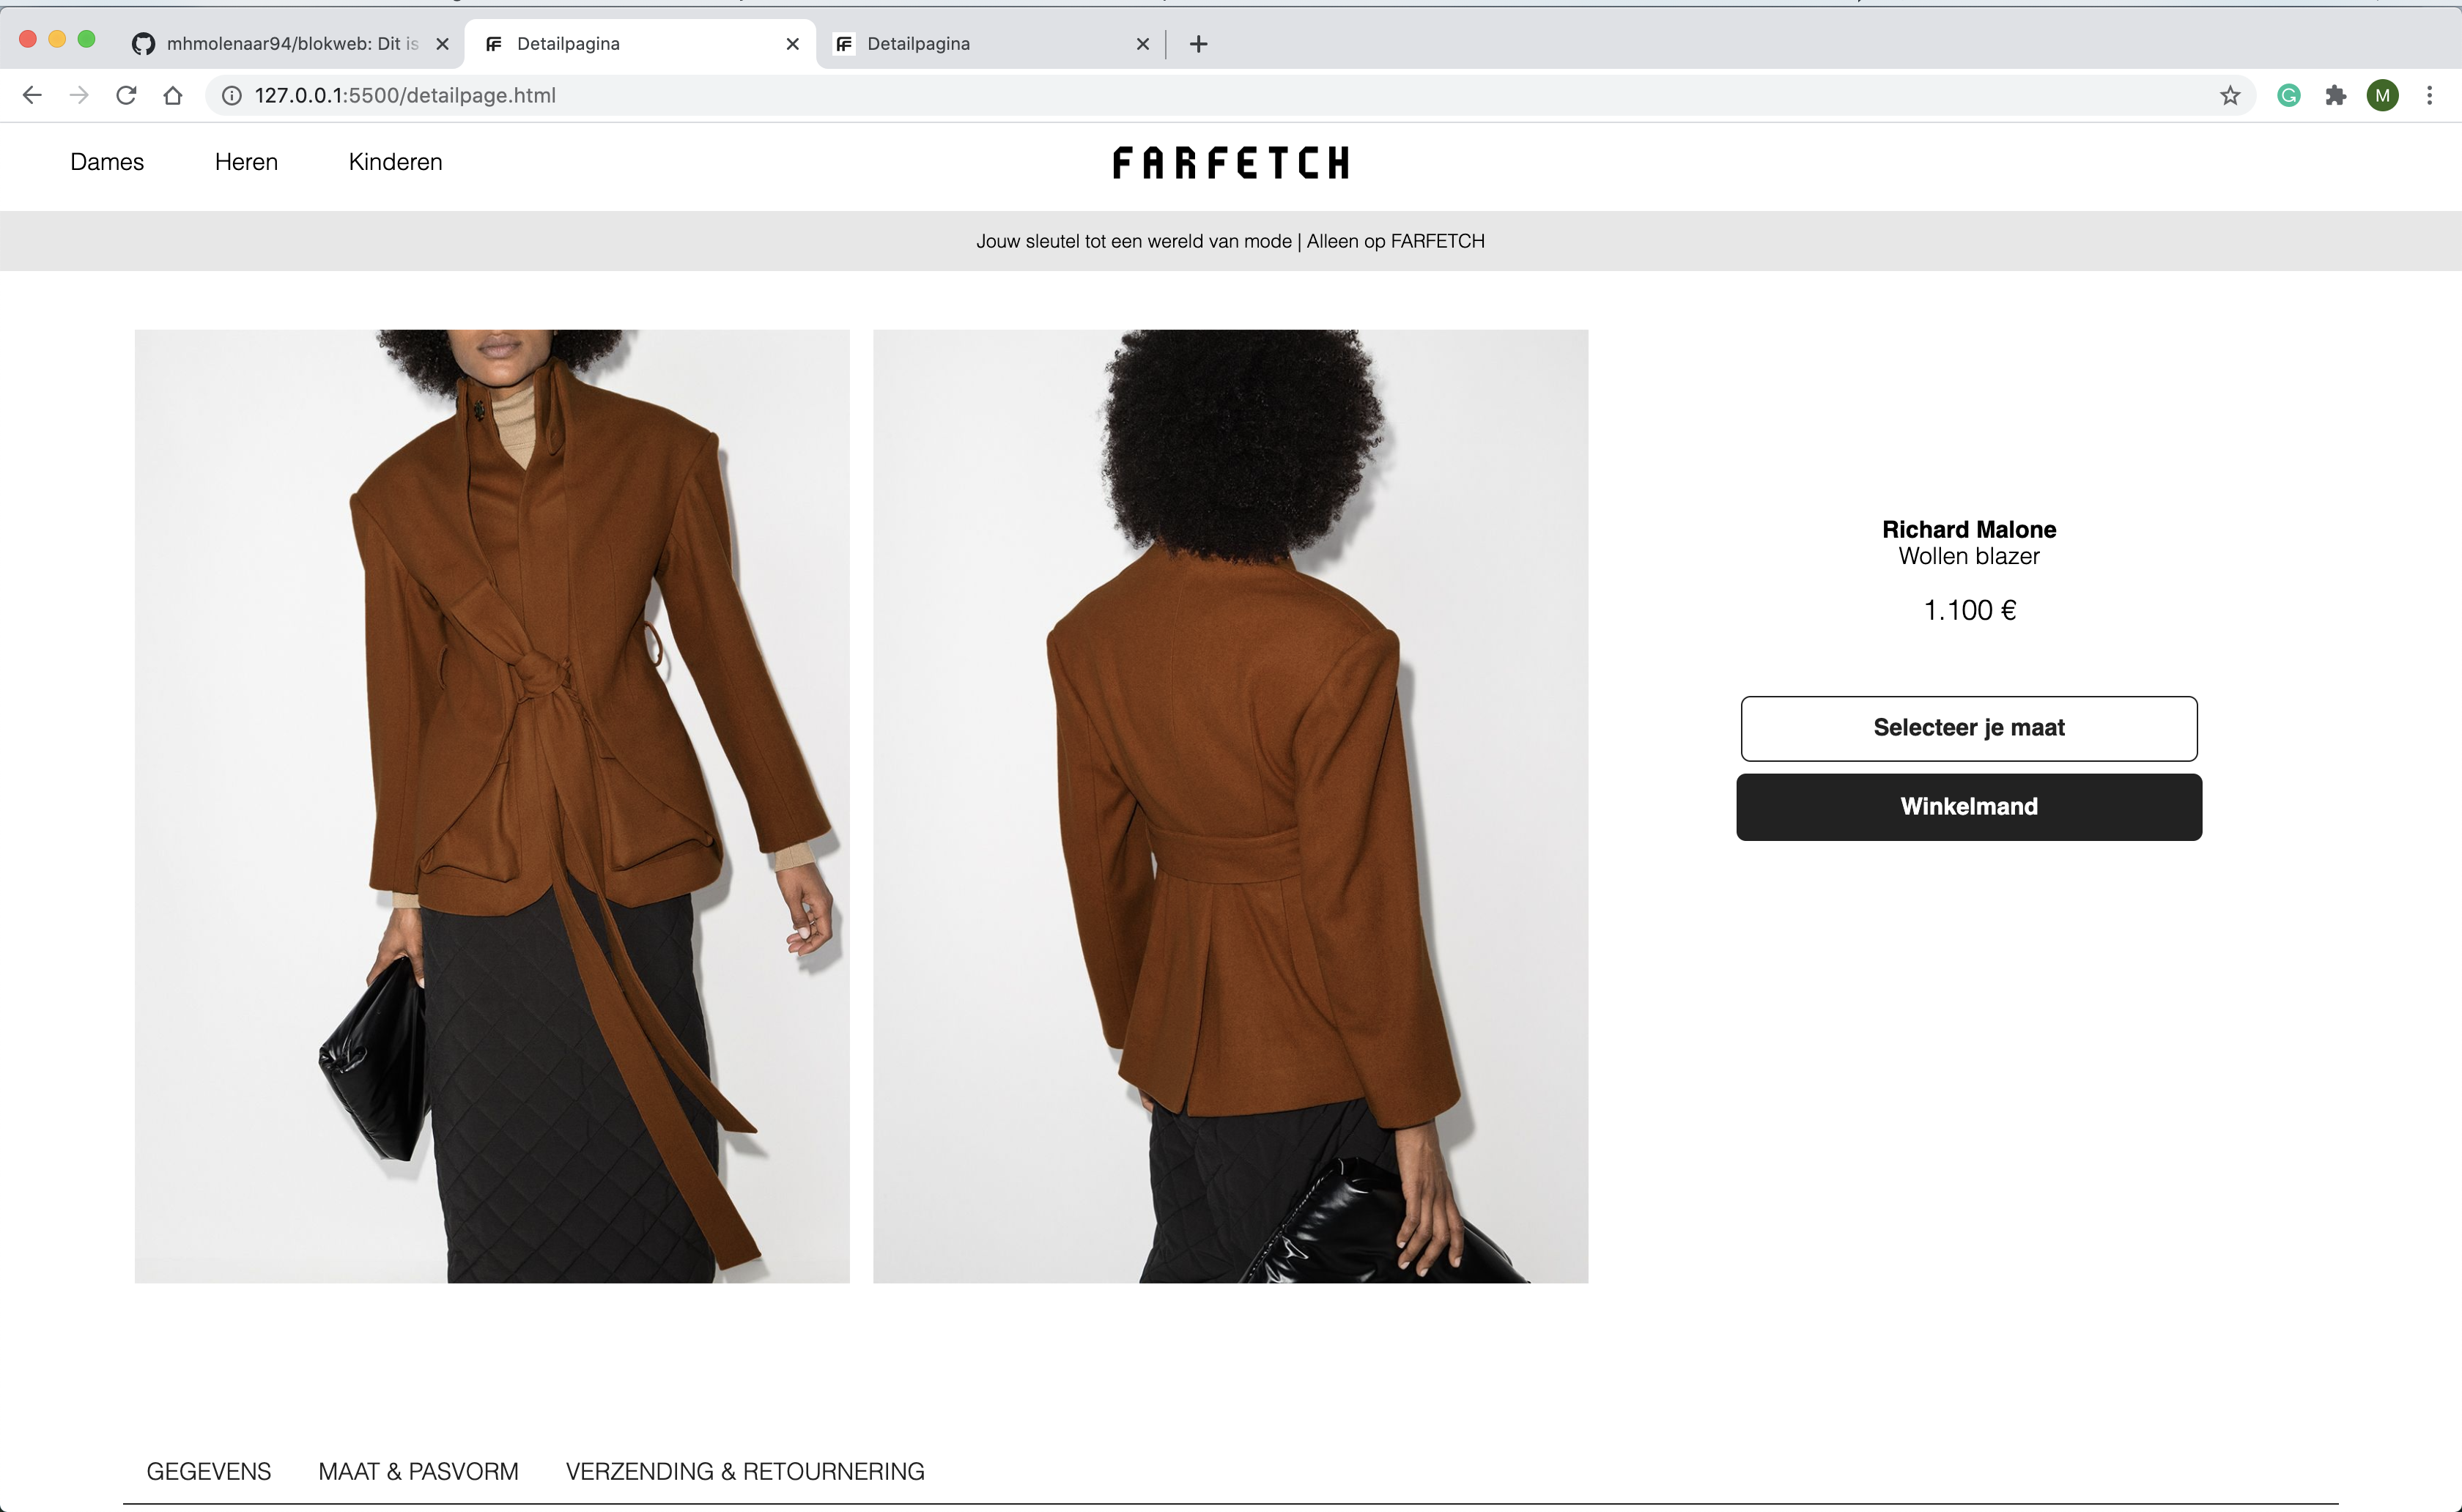 mhmolenaar94/blokweb: Dit is
Detailpagina
Detailpagina
127.0.0.1:5500/detailpage.html
M
Dames
Heren
Kinderen
FARFETCH
Jouw sleutel tot een wereld van mode | Alleen op FARFETCH
Richard Malone
Wollen blazer
1.100 €
Selecteer je maat
Winkelmand
GEGEVENS
MAAT & PASVORM
VERZENDING & RETOURNERING